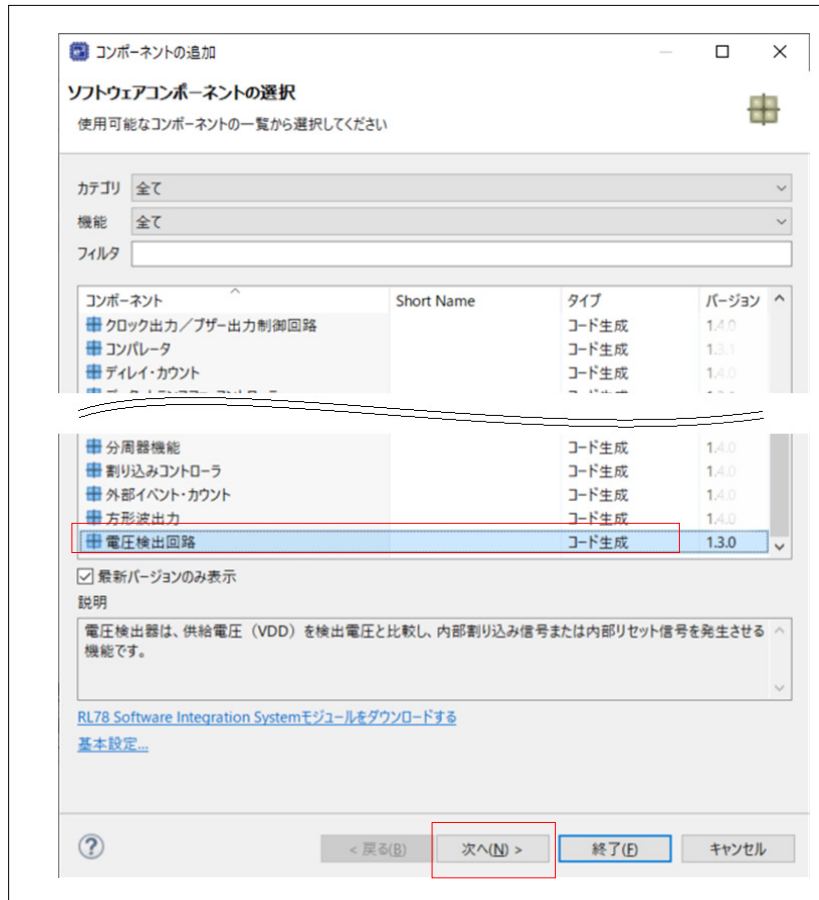 コンポーネントの追加
ソフトウェアコンポーネントの選択
使用可能なコンポーネントの一覧から選択してください
カテゴリ 全て
機能 全て
フィルタ
コンポーネント Short Name タイプ バージョン
クロック出力／ブザー出力制御回路 コード生成 1.4.0
コンパレータ コード生成 1.3.1
ディレイ・カウント コード生成 1.4.0
分周器機能 コード生成 1.4.0
割り込みコントローラ コード生成 1.4.0
外部イベント・カウント コード生成 1.4.0
方形波出力 コード生成 1.4.0
電圧検出回路 コード生成 1.3.0
最新バージョンのみ表示
説明
電圧検出器は、供給電圧（VDD）を検出電圧と比較し、内部割り込み信号または内部リセット信号を発生させる
機能です。
RL78 Software Integration Systemモジュールをダウンロードする
基本設定...
? < 戻る(B) 次へ(N) > 終了(F) キャンセル